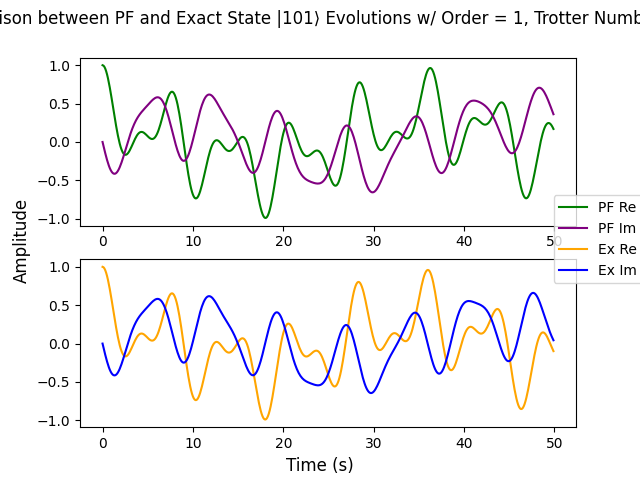 ison between PF and Exact State |101⟩ Evolutions w/ Order = 1, Trotter Numb
1.0
0.5
0.0
−0.5
−1.0
0 10 20 30 40 50
PF Re
PF Im
Ex Re
Ex Im
Amplitude
1.0
0.5
0.0
−0.5
−1.0
0 10 20 30 40 50
Time (s)